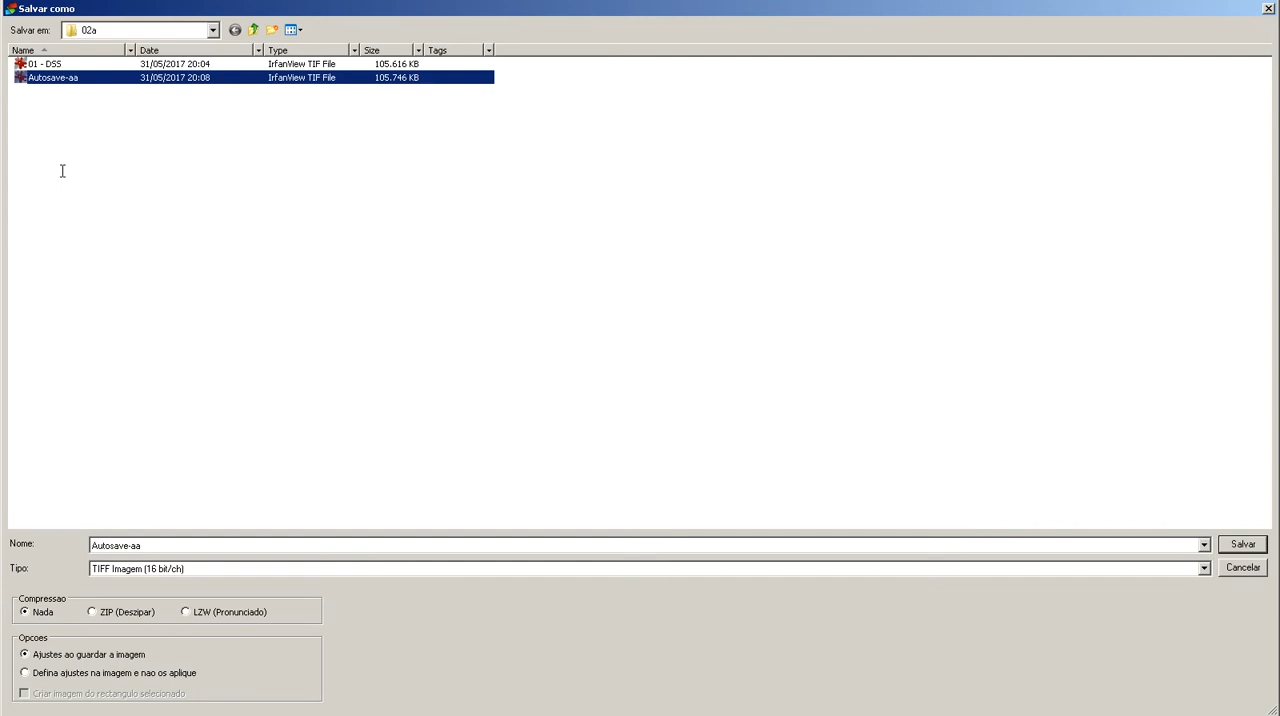 Salvar como
Salvar em: 02a
Name Date Type Size Tags
01 - DSS 31/05/2017 20:04 IrfanView TIF File 105.616 KB
Autosave-aa 31/05/2017 20:08 IrfanView TIF File 105.746 KB
Nome: Autosave-aa Salvar
Tipo: TIFF Imagem (16 bit/ch) Cancelar
Compressao
Nada ZIP (Deszipar) LZW (Pronunciado)
Opcoes
Ajustes ao guardar a imagem
Defina ajustes na imagem e nao os aplique
Criar imagem do rectangulo selecionado